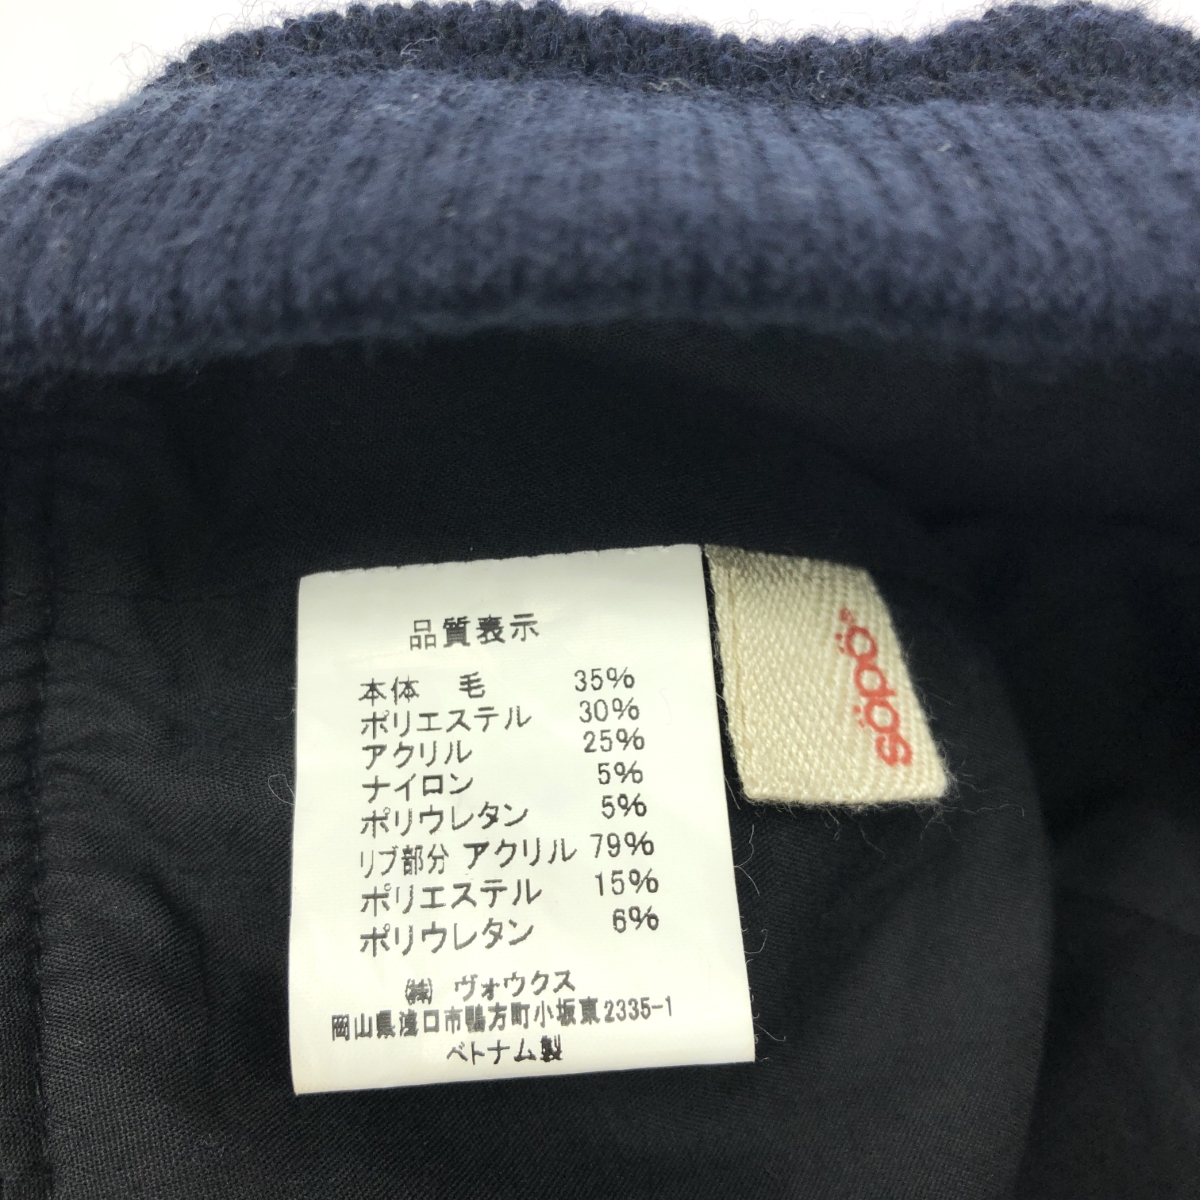 品質表示
本体 毛 35%
ポリエステル 30%
アクリル 25%
ナイロン 5%
ポリウレタン 5%
リブ部分 アクリル 79%
ポリエステル 15%
ポリウレタン 6%
㈱ ヴォウクス
岡山県浅口市鴨方町小坂東2335-1
ベトナム製
söpö®